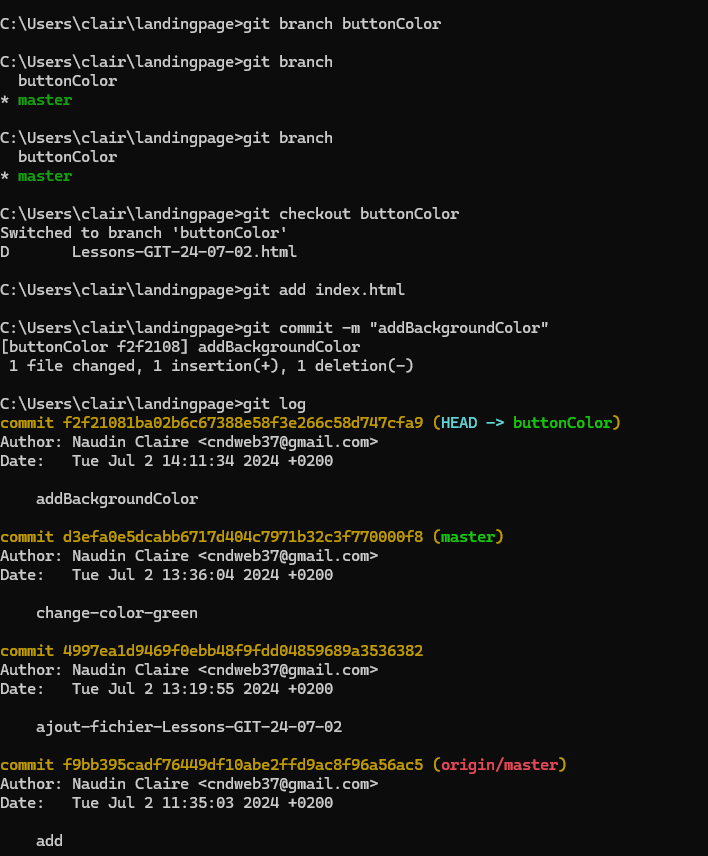 C:\Users\clair\landingpage>git branch buttonColor
C:\Users\clair\landingpage>git branch
  buttonColor
* master
C:\Users\clair\landingpage>git branch
  buttonColor
* master
C:\Users\clair\landingpage>git checkout buttonColor
Switched to branch 'buttonColor'
D       Lessons-GIT-24-07-02.html
C:\Users\clair\landingpage>git add index.html
C:\Users\clair\landingpage>git commit -m "addBackgroundColor"
[buttonColor f2f2108] addBackgroundColor
 1 file changed, 1 insertion(+), 1 deletion(-)
C:\Users\clair\landingpage>git log
commit f2f21081ba02b6c67388e58f3e266c58d747cfa9 (HEAD -> buttonColor)
Author: Naudin Claire <cndweb37@gmail.com>
Date:   Tue Jul 2 14:11:34 2024 +0200
    addBackgroundColor
commit d3efa0e5dcabb6717d404c7971b32c3f770000f8 (master)
Author: Naudin Claire <cndweb37@gmail.com>
Date:   Tue Jul 2 13:36:04 2024 +0200
    change-color-green
commit 4997ea1d9469f0ebb48f9fdd04859689a3536382
Author: Naudin Claire <cndweb37@gmail.com>
Date:   Tue Jul 2 13:19:55 2024 +0200
    ajout-fichier-Lessons-GIT-24-07-02
commit f9bb395cadf76449df10abe2ffd9ac8f96a56ac5 (origin/master)
Author: Naudin Claire <cndweb37@gmail.com>
Date:   Tue Jul 2 11:35:03 2024 +0200
    add